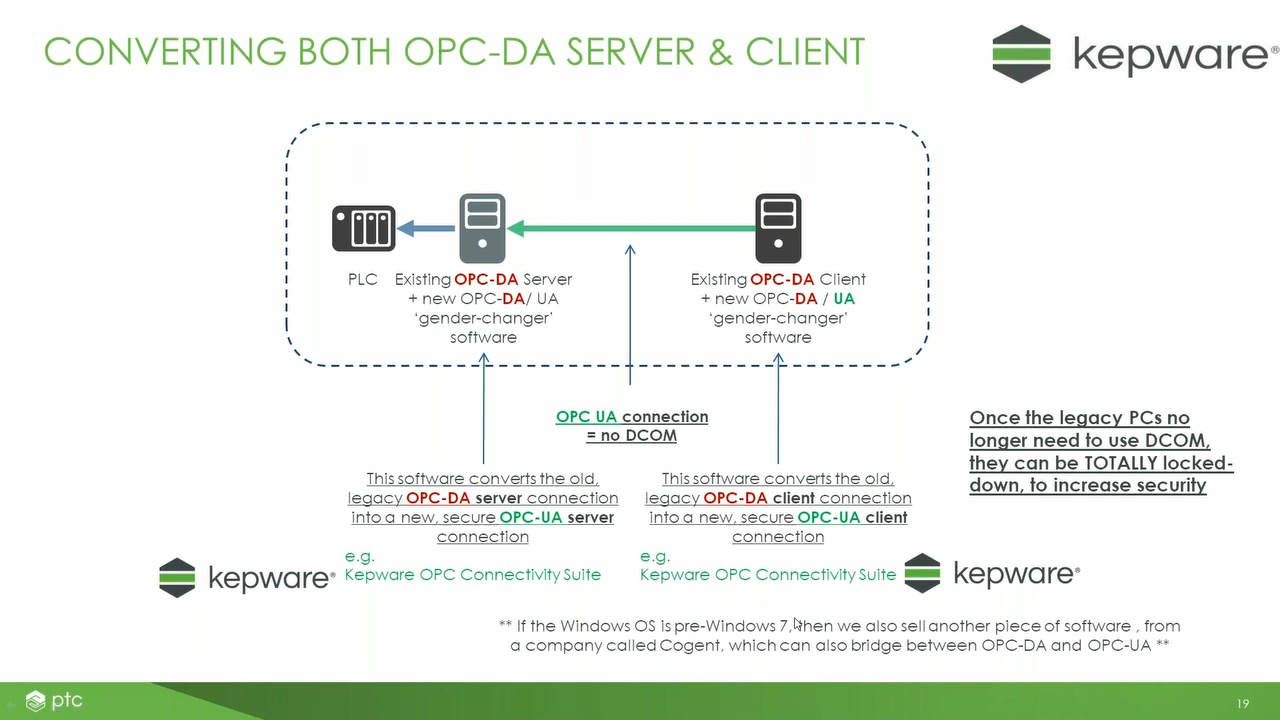 CONVERTING BOTH OPC-DA SERVER & CLIENT
kepware®
PLC
Existing OPC-DA Server
+ new OPC-DA/ UA
‘gender-changer’
software
Existing OPC-DA Client
+ new OPC-DA / UA
‘gender-changer’
software
OPC UA connection
= no DCOM
Once the legacy PCs no
longer need to use DCOM,
they can be TOTALLY locked-
down, to increase security
This software converts the old,
legacy OPC-DA server connection
into a new, secure OPC-UA server
connection
e.g.
Kepware OPC Connectivity Suite
kepware®
This software converts the old,
legacy OPC-DA client connection
into a new, secure OPC-UA client
connection
e.g.
Kepware OPC Connectivity Suite
kepware®
** If the Windows OS is pre-Windows 7, then we also sell another piece of software , from
a company called Cogent, which can also bridge between OPC-DA and OPC-UA **
ptc
19